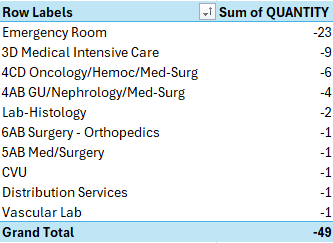 Row Labels Sum of QUANTITY
Emergency Room -23
3D Medical Intensive Care -9
4CD Oncology/Hemoc/Med-Surg -6
4AB GU/Nephrology/Med-Surg -4
Lab-Histology -2
6AB Surgery - Orthopedics -1
5AB Med/Surgery -1
CVU -1
Distribution Services -1
Vascular Lab -1
Grand Total -49